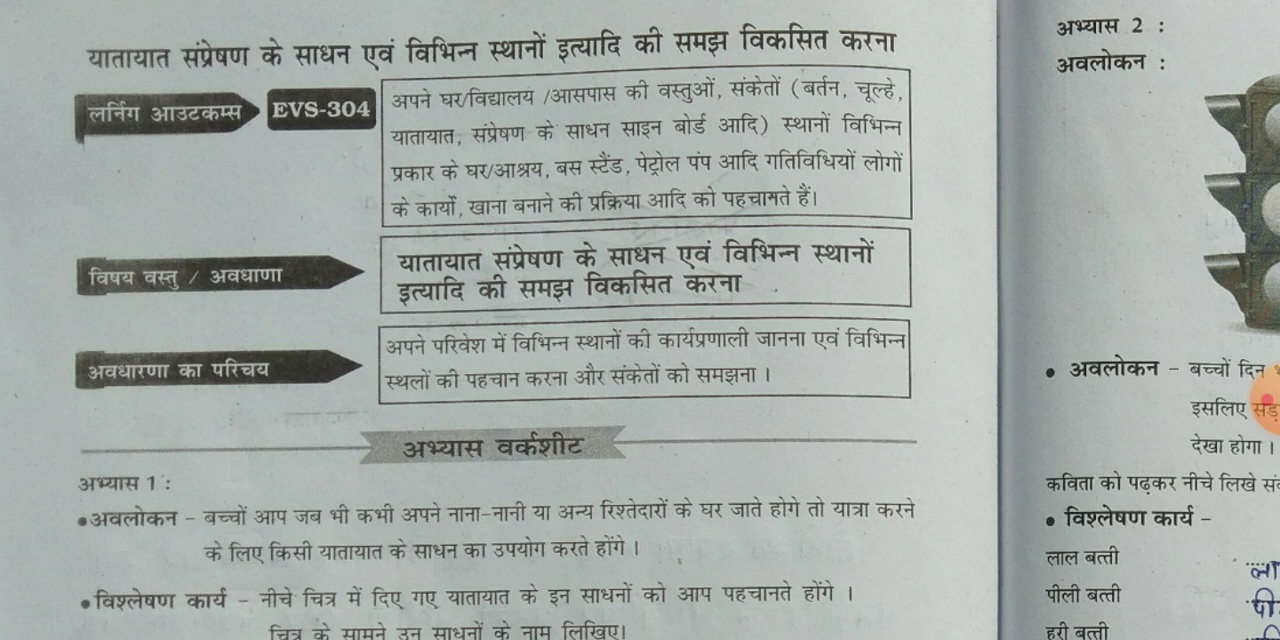 यातायात संप्रेषण के साधन एवं विभिन्न स्थानों इत्यादि की समझ विकसित करना
लर्निंग आउटकम्स EVS-304
अपने घर/विद्यालय /आसपास की वस्तुओं, संकेतों (बर्तन, चूल्हे,
यातायात, संप्रेषण के साधन साइन बोर्ड आदि) स्थानों विभिन्न
प्रकार के घर/आश्रय, बस स्टैंड, पेट्रोल पंप आदि गतिविधियों लोगों
के कार्यो, खाना बनाने की प्रक्रिया आदि को पहचानते हैं।
विषय वस्तु / अवधाणा
यातायात संप्रेषण के साधन एवं विभिन्न स्थानों
इत्यादि की समझ विकसित करना
अवधारणा का परिचय
अपने परिवेश में विभिन्न स्थानों की कार्यप्रणाली जानना एवं विभिन्न
स्थलों की पहचान करना और संकेतों को समझना ।
अभ्यास वर्कशीट
अभ्यास 1 :
•अवलोकन – बच्चों आप जब भी कभी अपने नाना-नानी या अन्य रिश्तेदारों के घर जाते होगे तो यात्रा करने
के लिए किसी यातायात के साधन का उपयोग करते होंगे ।
•विश्लेषण कार्य – नीचे चित्र में दिए गए यातायात के इन साधनों को आप पहचानते होंगे ।
चित्र के सामने उन साधनों के नाम लिखिए।
अभ्यास 2 :
अवलोकन :
• अवलोकन – बच्चों दिन
इसलिए
देखा होगा ।
कविता को पढ़कर नीचे लिखे
• विश्लेषण कार्य –
लाल बत्ती
पीली बत्ती
हरी बत्ती